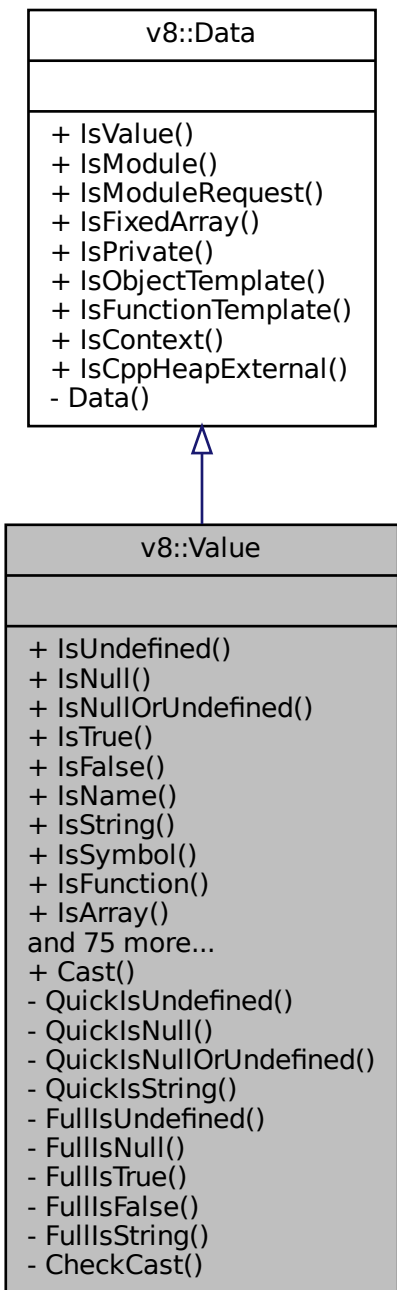 v8::Data
+ IsValue()
+ IsModule()
+ IsModuleRequest()
+ IsFixedArray()
+ IsPrivate()
+ IsObjectTemplate()
+ IsFunctionTemplate()
+ IsContext()
+ IsCppHeapExternal()
- Data()
v8::Value
+ IsUndefined()
+ IsNull()
+ IsNullOrUndefined()
+ IsTrue()
+ IsFalse()
+ IsName()
+ IsString()
+ IsSymbol()
+ IsFunction()
+ IsArray()
and 75 more...
+ Cast()
- QuickIsUndefined()
- QuickIsNull()
- QuickIsNullOrUndefined()
- QuickIsString()
- FullIsUndefined()
- FullIsNull()
- FullIsTrue()
- FullIsFalse()
- FullIsString()
- CheckCast()